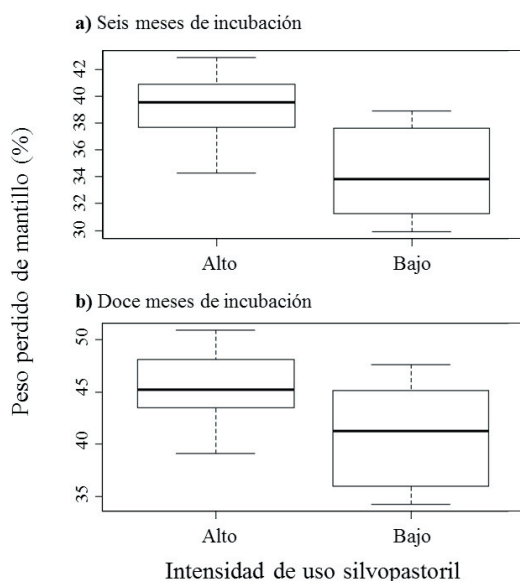 a) Seis meses de incubación
Peso perdido de mantillo (%)
42
40
38
36
34
32
30
Alto
Bajo
b) Doce meses de incubación
50
45
40
35
Alto
Bajo
Intensidad de uso silvopastoril